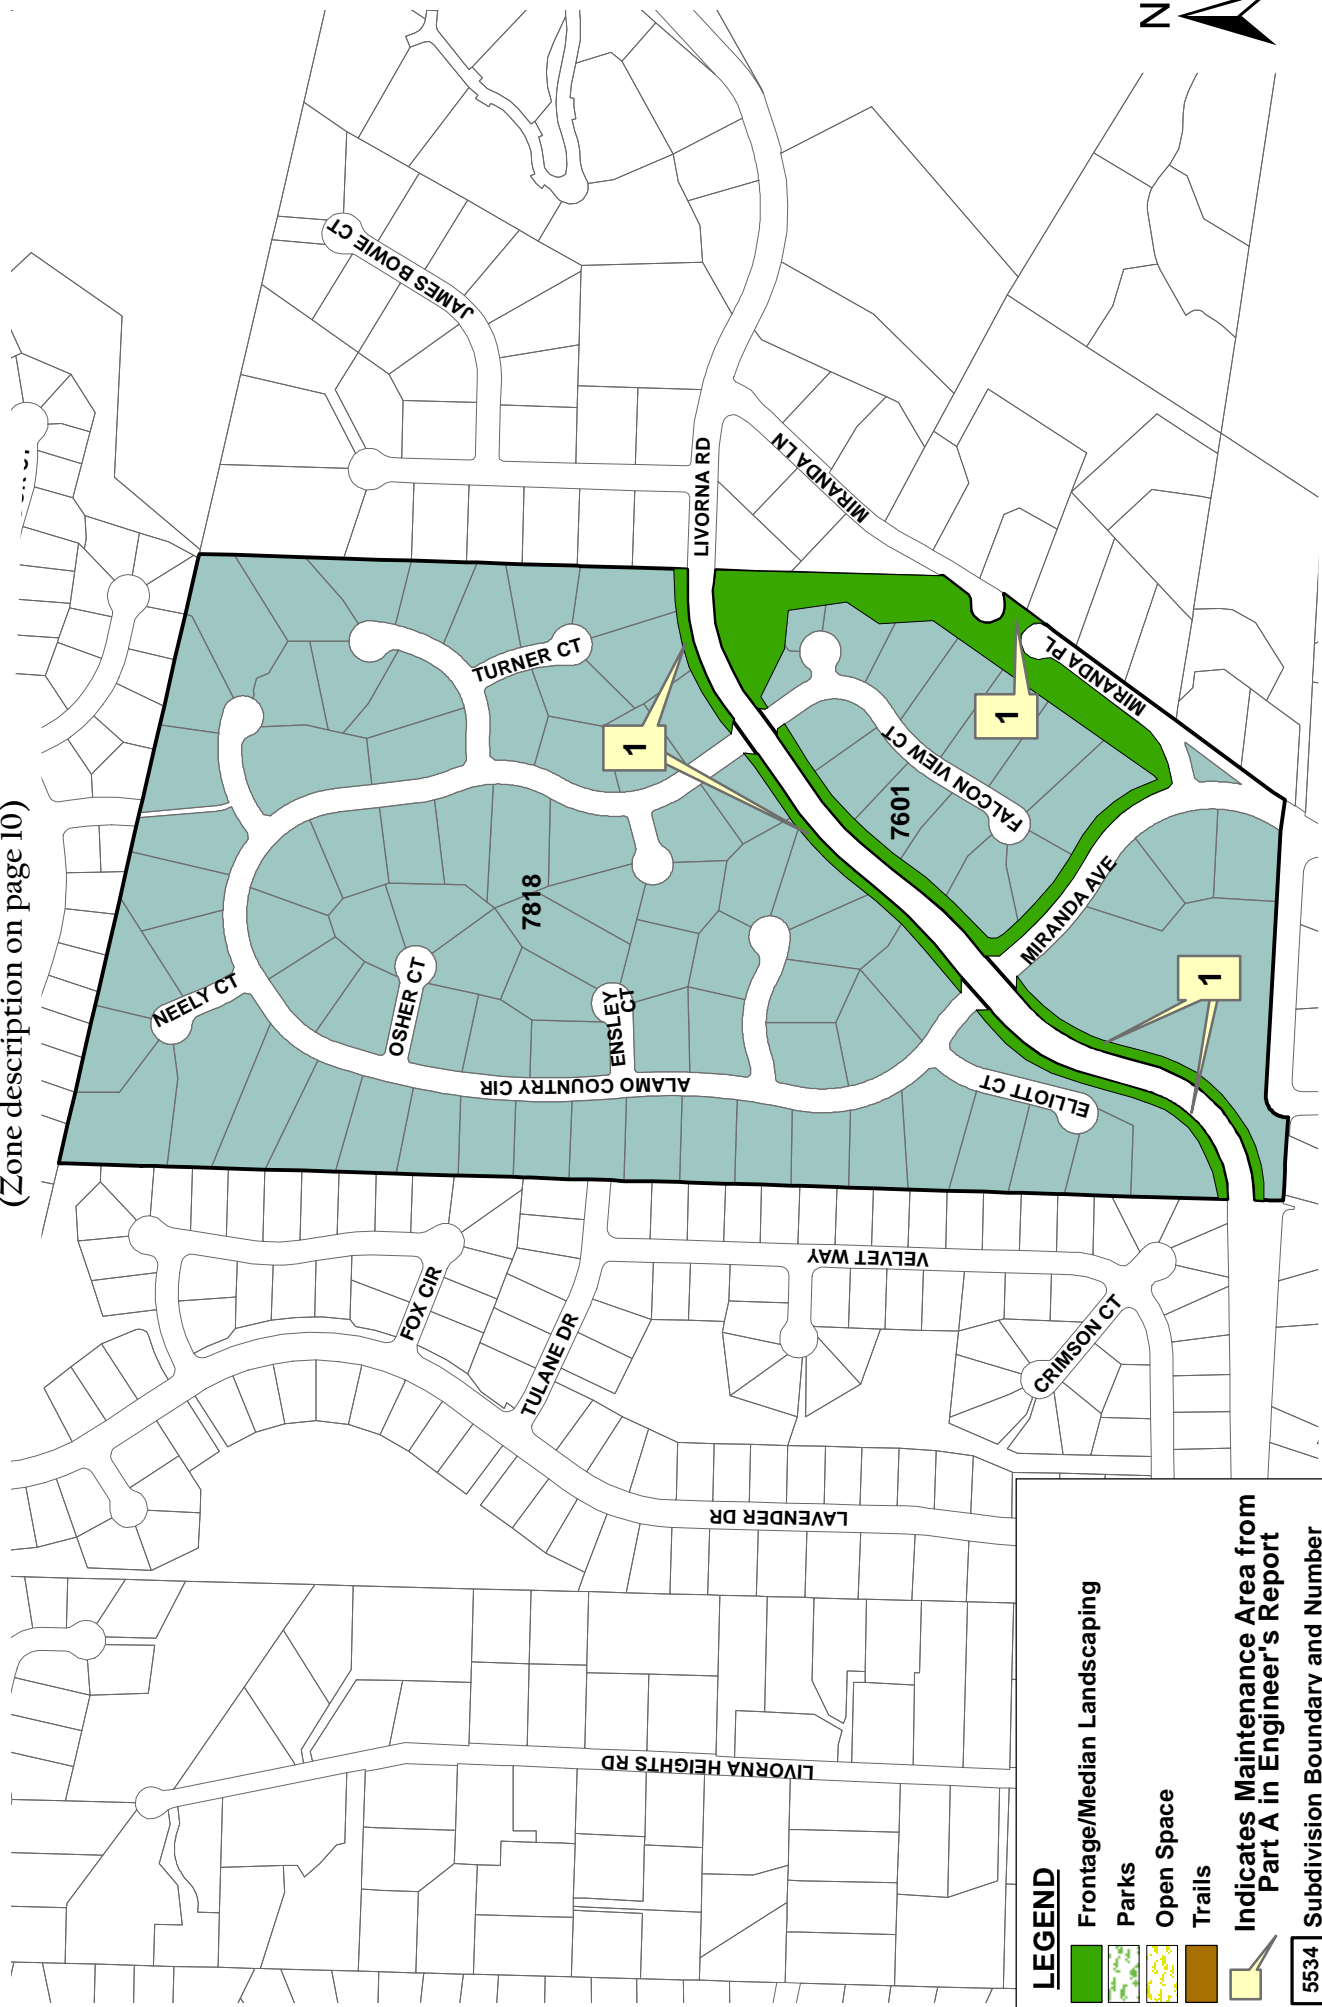 (Zone description on page 10)
N
JAMES BOWIE CT
LIVORNA RD
MIRANDA LN
TURNER CT
MIRANDA PL
1
1
FALCON VIEW CT
7601
7818
MIRANDA AVE
NEELY CT
OSHER CT
ENSLEY
CT
1
ALAMO COUNTRY CIR
ELLIOTT CT
VELVET WAY
FOX CIR
TULANE DR
CRIMSON CT
LAVENDER DR
LIVORNA HEIGHTS RD
LEGEND
Frontage/Median Landscaping
Parks
Open Space
Trails
Indicates Maintenance Area from
Part A in Engineer's Report
5534 Subdivision Boundary and Number